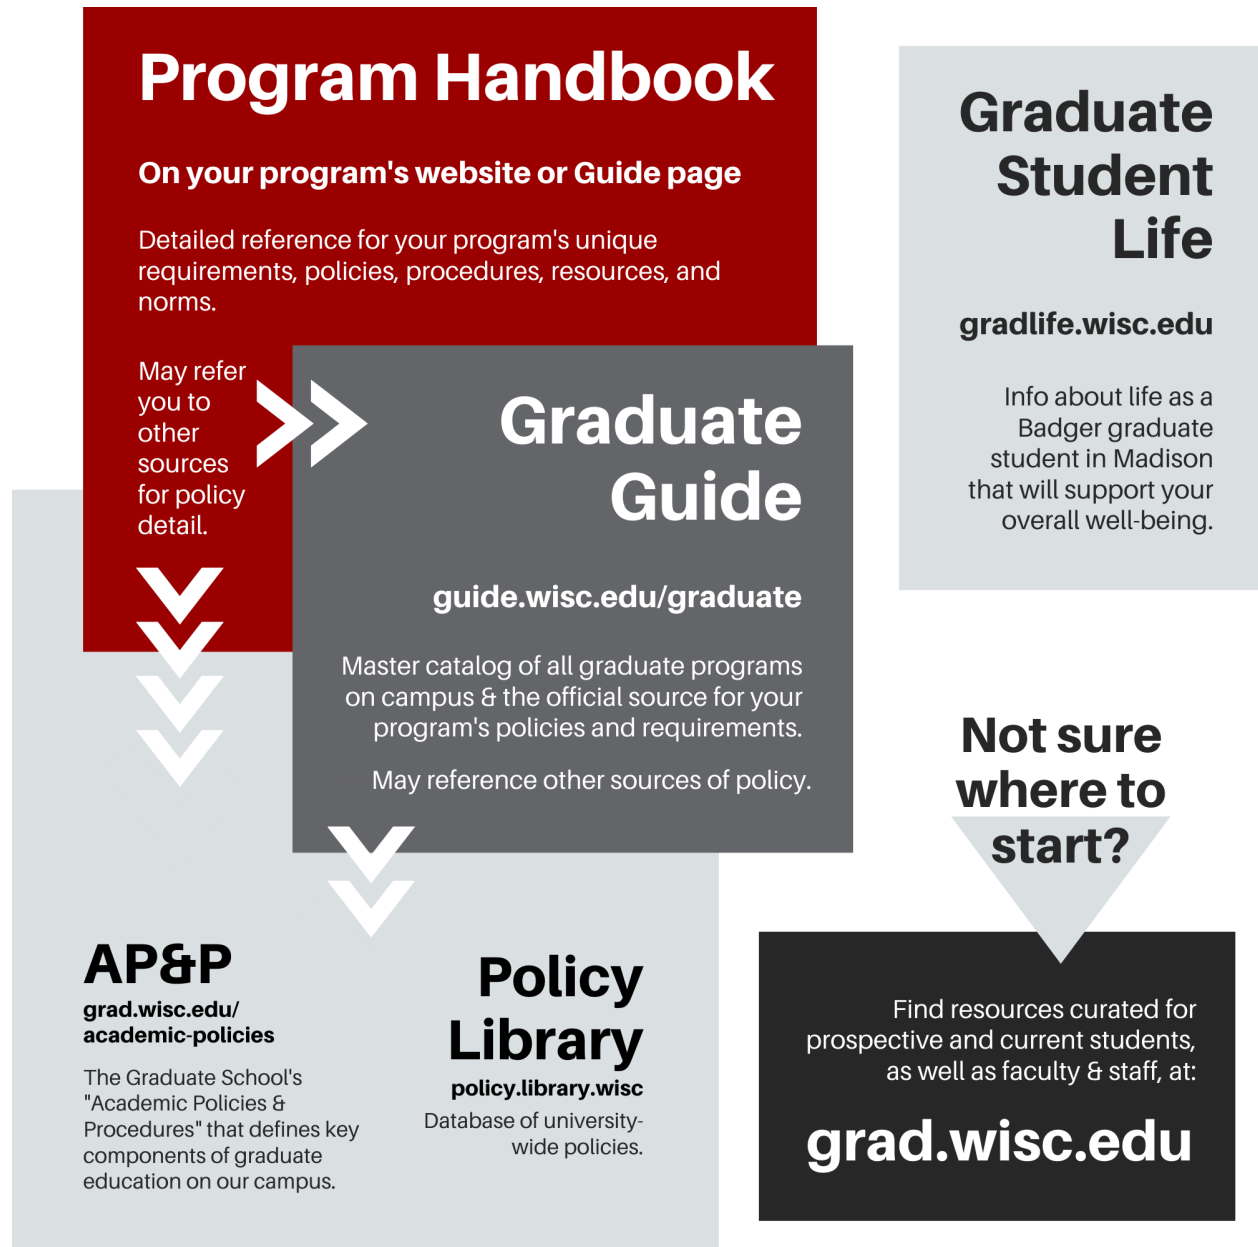 Program Handbook
On your program's website or Guide page
Detailed reference for your program's unique
requirements, policies, procedures, resources, and
norms.
May refer
you to
other
sources
for policy
detail.
Graduate
Guide
guide.wisc.edu/graduate
Master catalog of all graduate programs
on campus & the official source for your
program's policies and requirements.
May reference other sources of policy.
AP&P
grad.wisc.edu/
academic-policies
The Graduate School's
"Academic Policies &
Procedures" that defines key
components of graduate
education on our campus.
Policy
Library
policy.library.wisc
Database of university-
wide policies.
Graduate
Student
Life
gradlife.wisc.edu
Info about life as a
Badger graduate
student in Madison
that will support your
overall well-being.
Not sure
where to
start?
Find resources curated for
prospective and current students,
as well as faculty & staff, at:
grad.wisc.edu